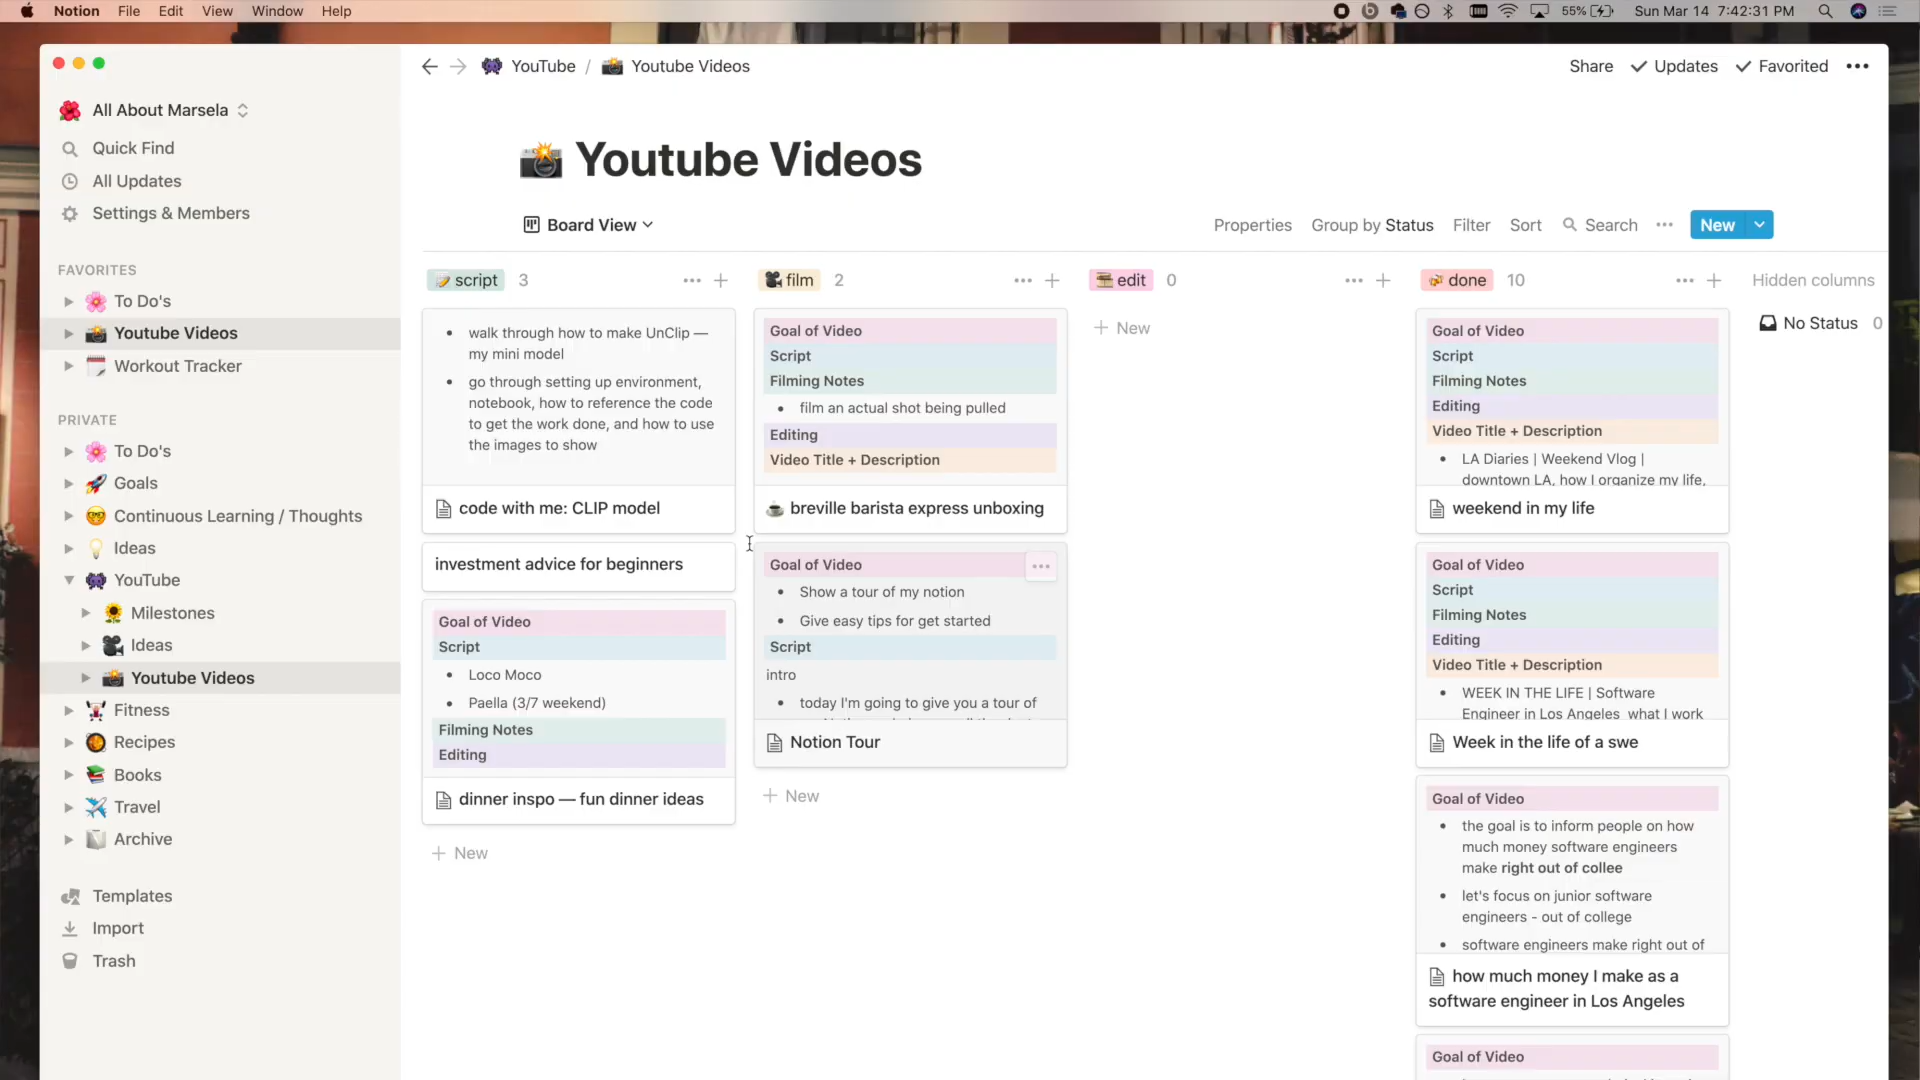 Notion File Edit View Window Help
55% Sun Mar 14 7:42:31 PM
All About Marsela
Quick Find
All Updates
Settings & Members
FAVORITES
To Do's
Youtube Videos
Workout Tracker
PRIVATE
To Do's
Goals
Continuous Learning / Thoughts
Ideas
YouTube
Milestones
Ideas
Youtube Videos
Fitness
Recipes
Books
Travel
Archive
Templates
Import
Trash
YouTube / Youtube Videos
Share Updates Favorited
Youtube Videos
Board View
Properties Group by Status Filter Sort Search New
script 3
walk through how to make UnClip —
my mini model
go through setting up environment,
notebook, how to reference the code
to get the work done, and how to use
the images to show
code with me: CLIP model
investment advice for beginners
Goal of Video
Script
Loco Moco
Paella (3/7 weekend)
Filming Notes
Editing
dinner inspo — fun dinner ideas
New
film 2
Goal of Video
Script
Filming Notes
film an actual shot being pulled
Editing
Video Title + Description
breville barista express unboxing
Goal of Video
Show a tour of my notion
Give easy tips for get started
Script
intro
today I'm going to give you a tour of
Notion Tour
New
edit 0
New
done 10
Goal of Video
Script
Filming Notes
Editing
Video Title + Description
LA Diaries | Weekend Vlog |
downtown LA, how I organize my life,
weekend in my life
Goal of Video
Script
Filming Notes
Editing
Video Title + Description
WEEK IN THE LIFE | Software
Engineer in Los Angeles what I work
Week in the life of a swe
Goal of Video
the goal is to inform people on how
much money software engineers
make right out of collee
let's focus on junior software
engineers - out of college
software engineers make right out of
how much money I make as a
software engineer in Los Angeles
Goal of Video
Hidden columns
No Status 0